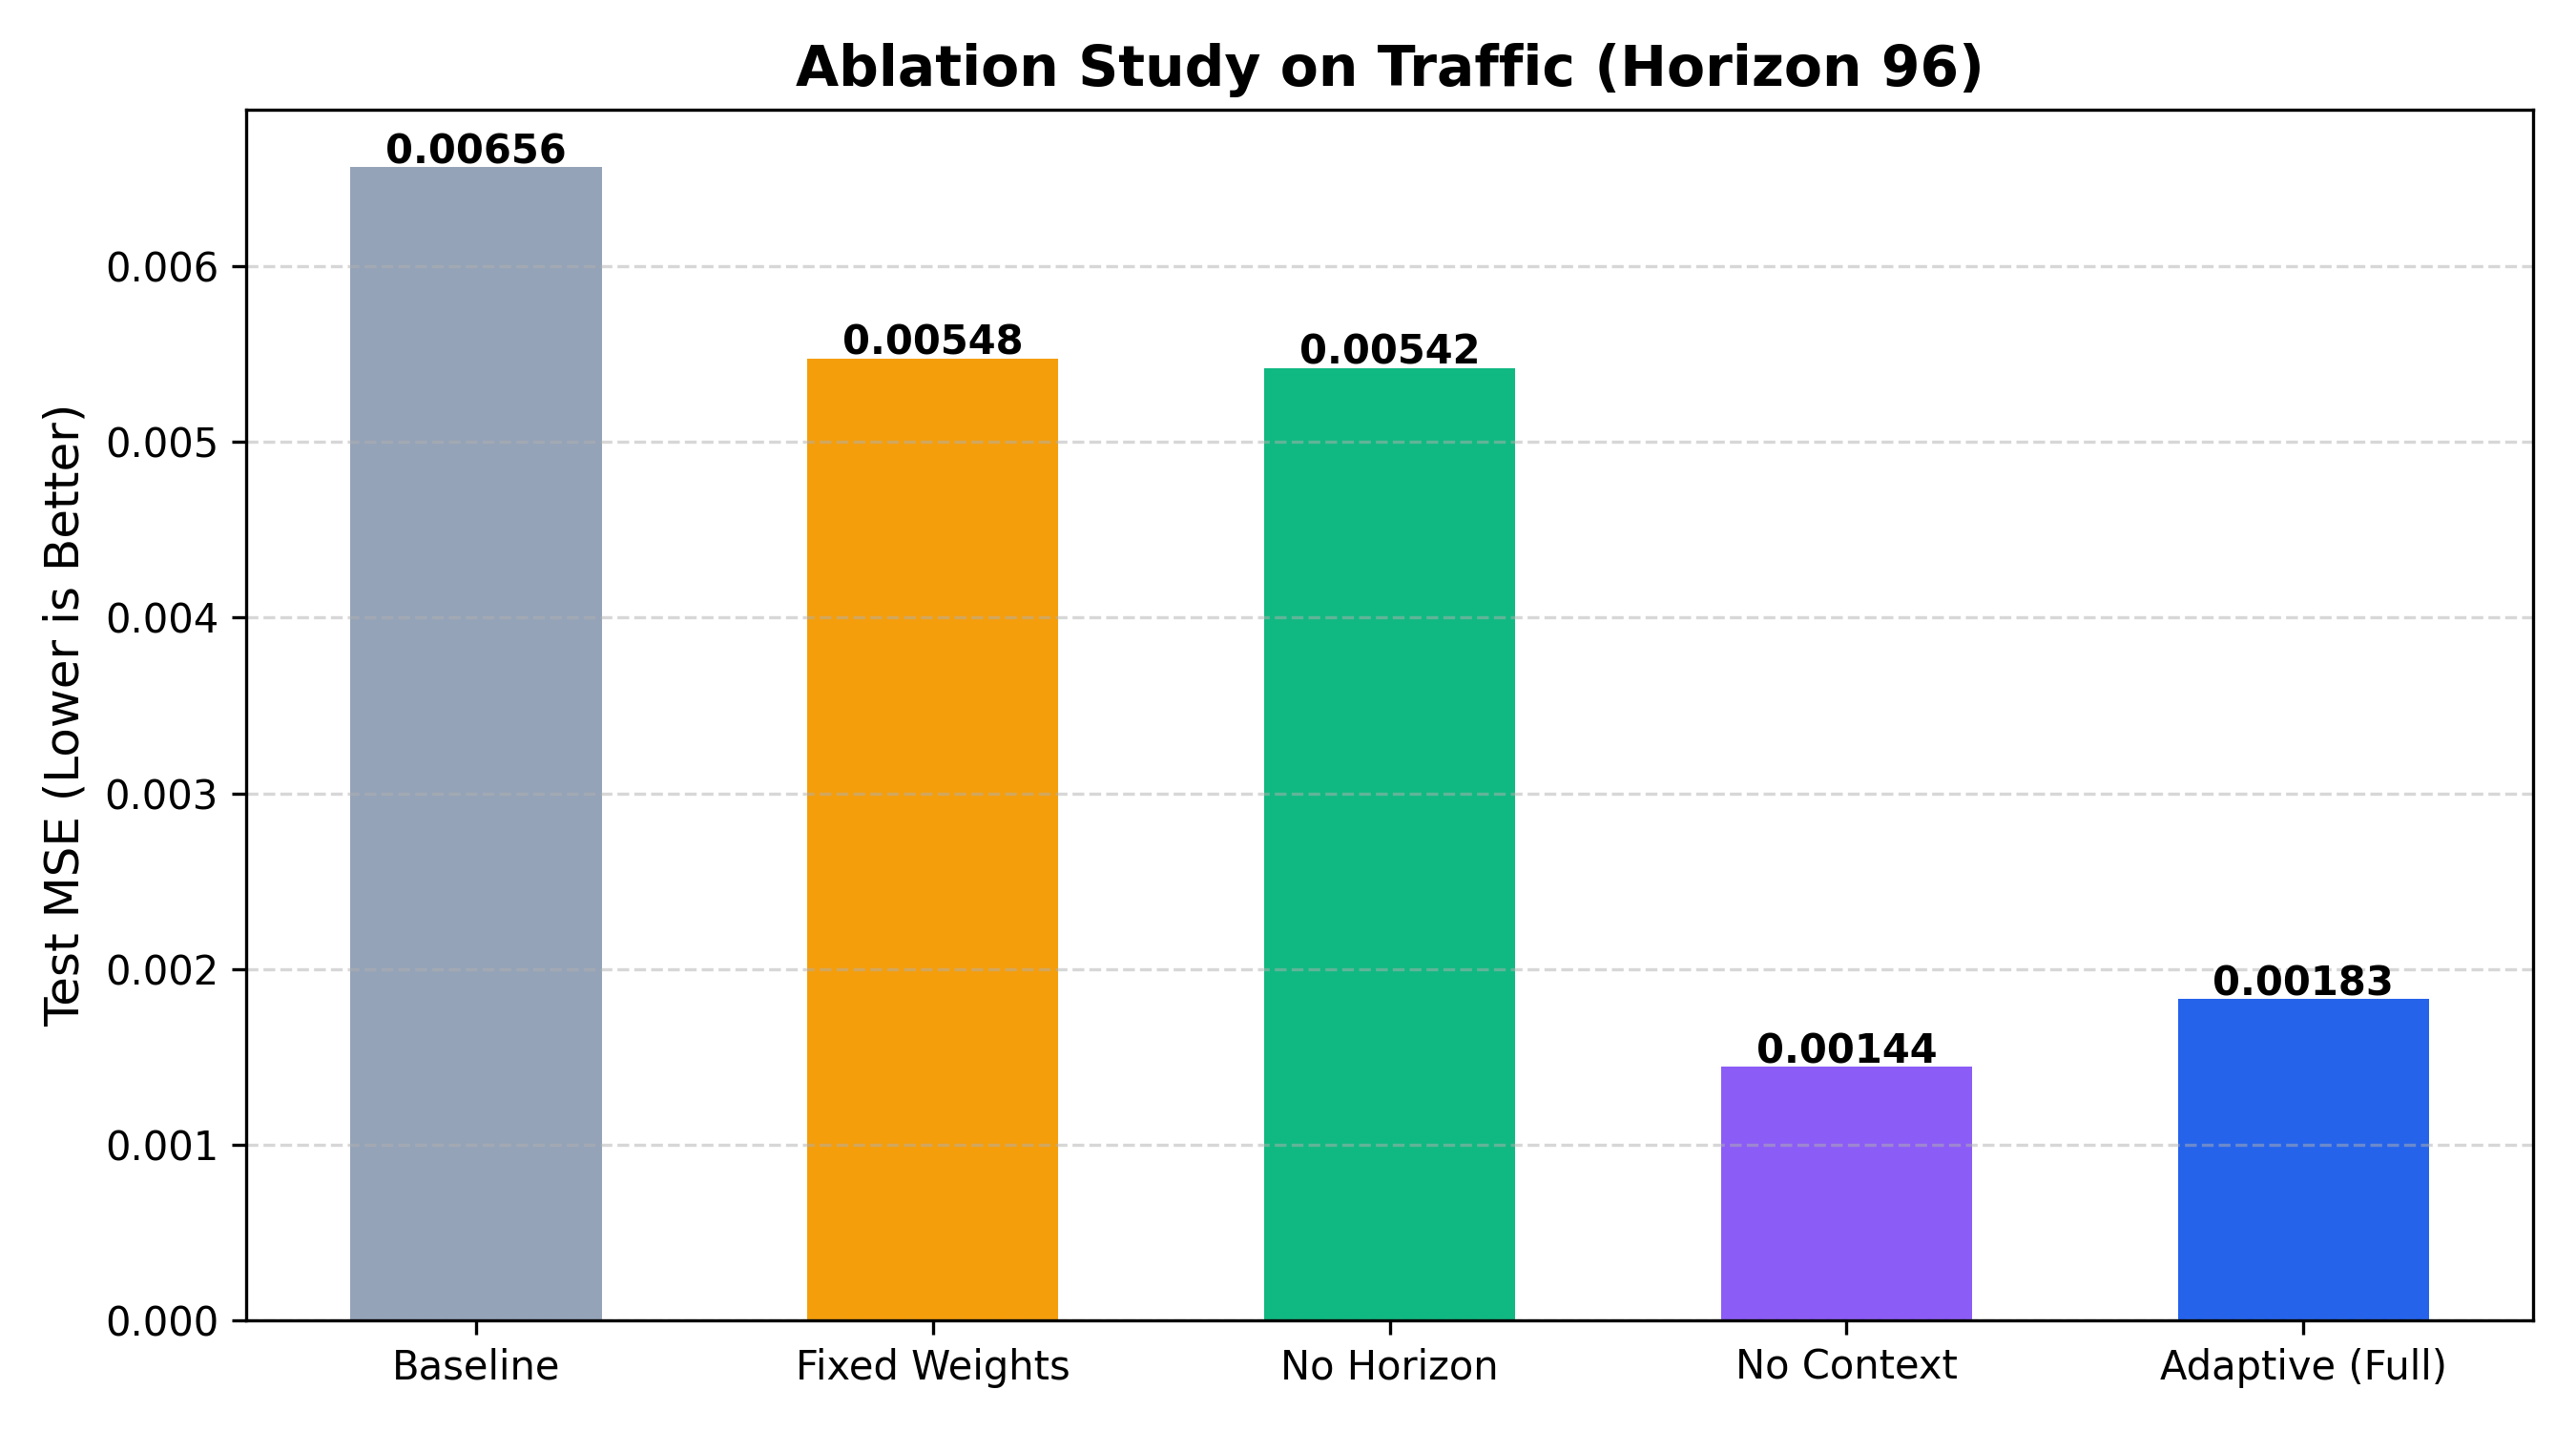 Ablation Study on Traffic (Horizon 96)
Test MSE (Lower is Better)
0.006
0.005
0.004
0.003
0.002
0.001
0.000
0.00656
0.00548
0.00542
0.00144
0.00183
Baseline
Fixed Weights
No Horizon
No Context
Adaptive (Full)